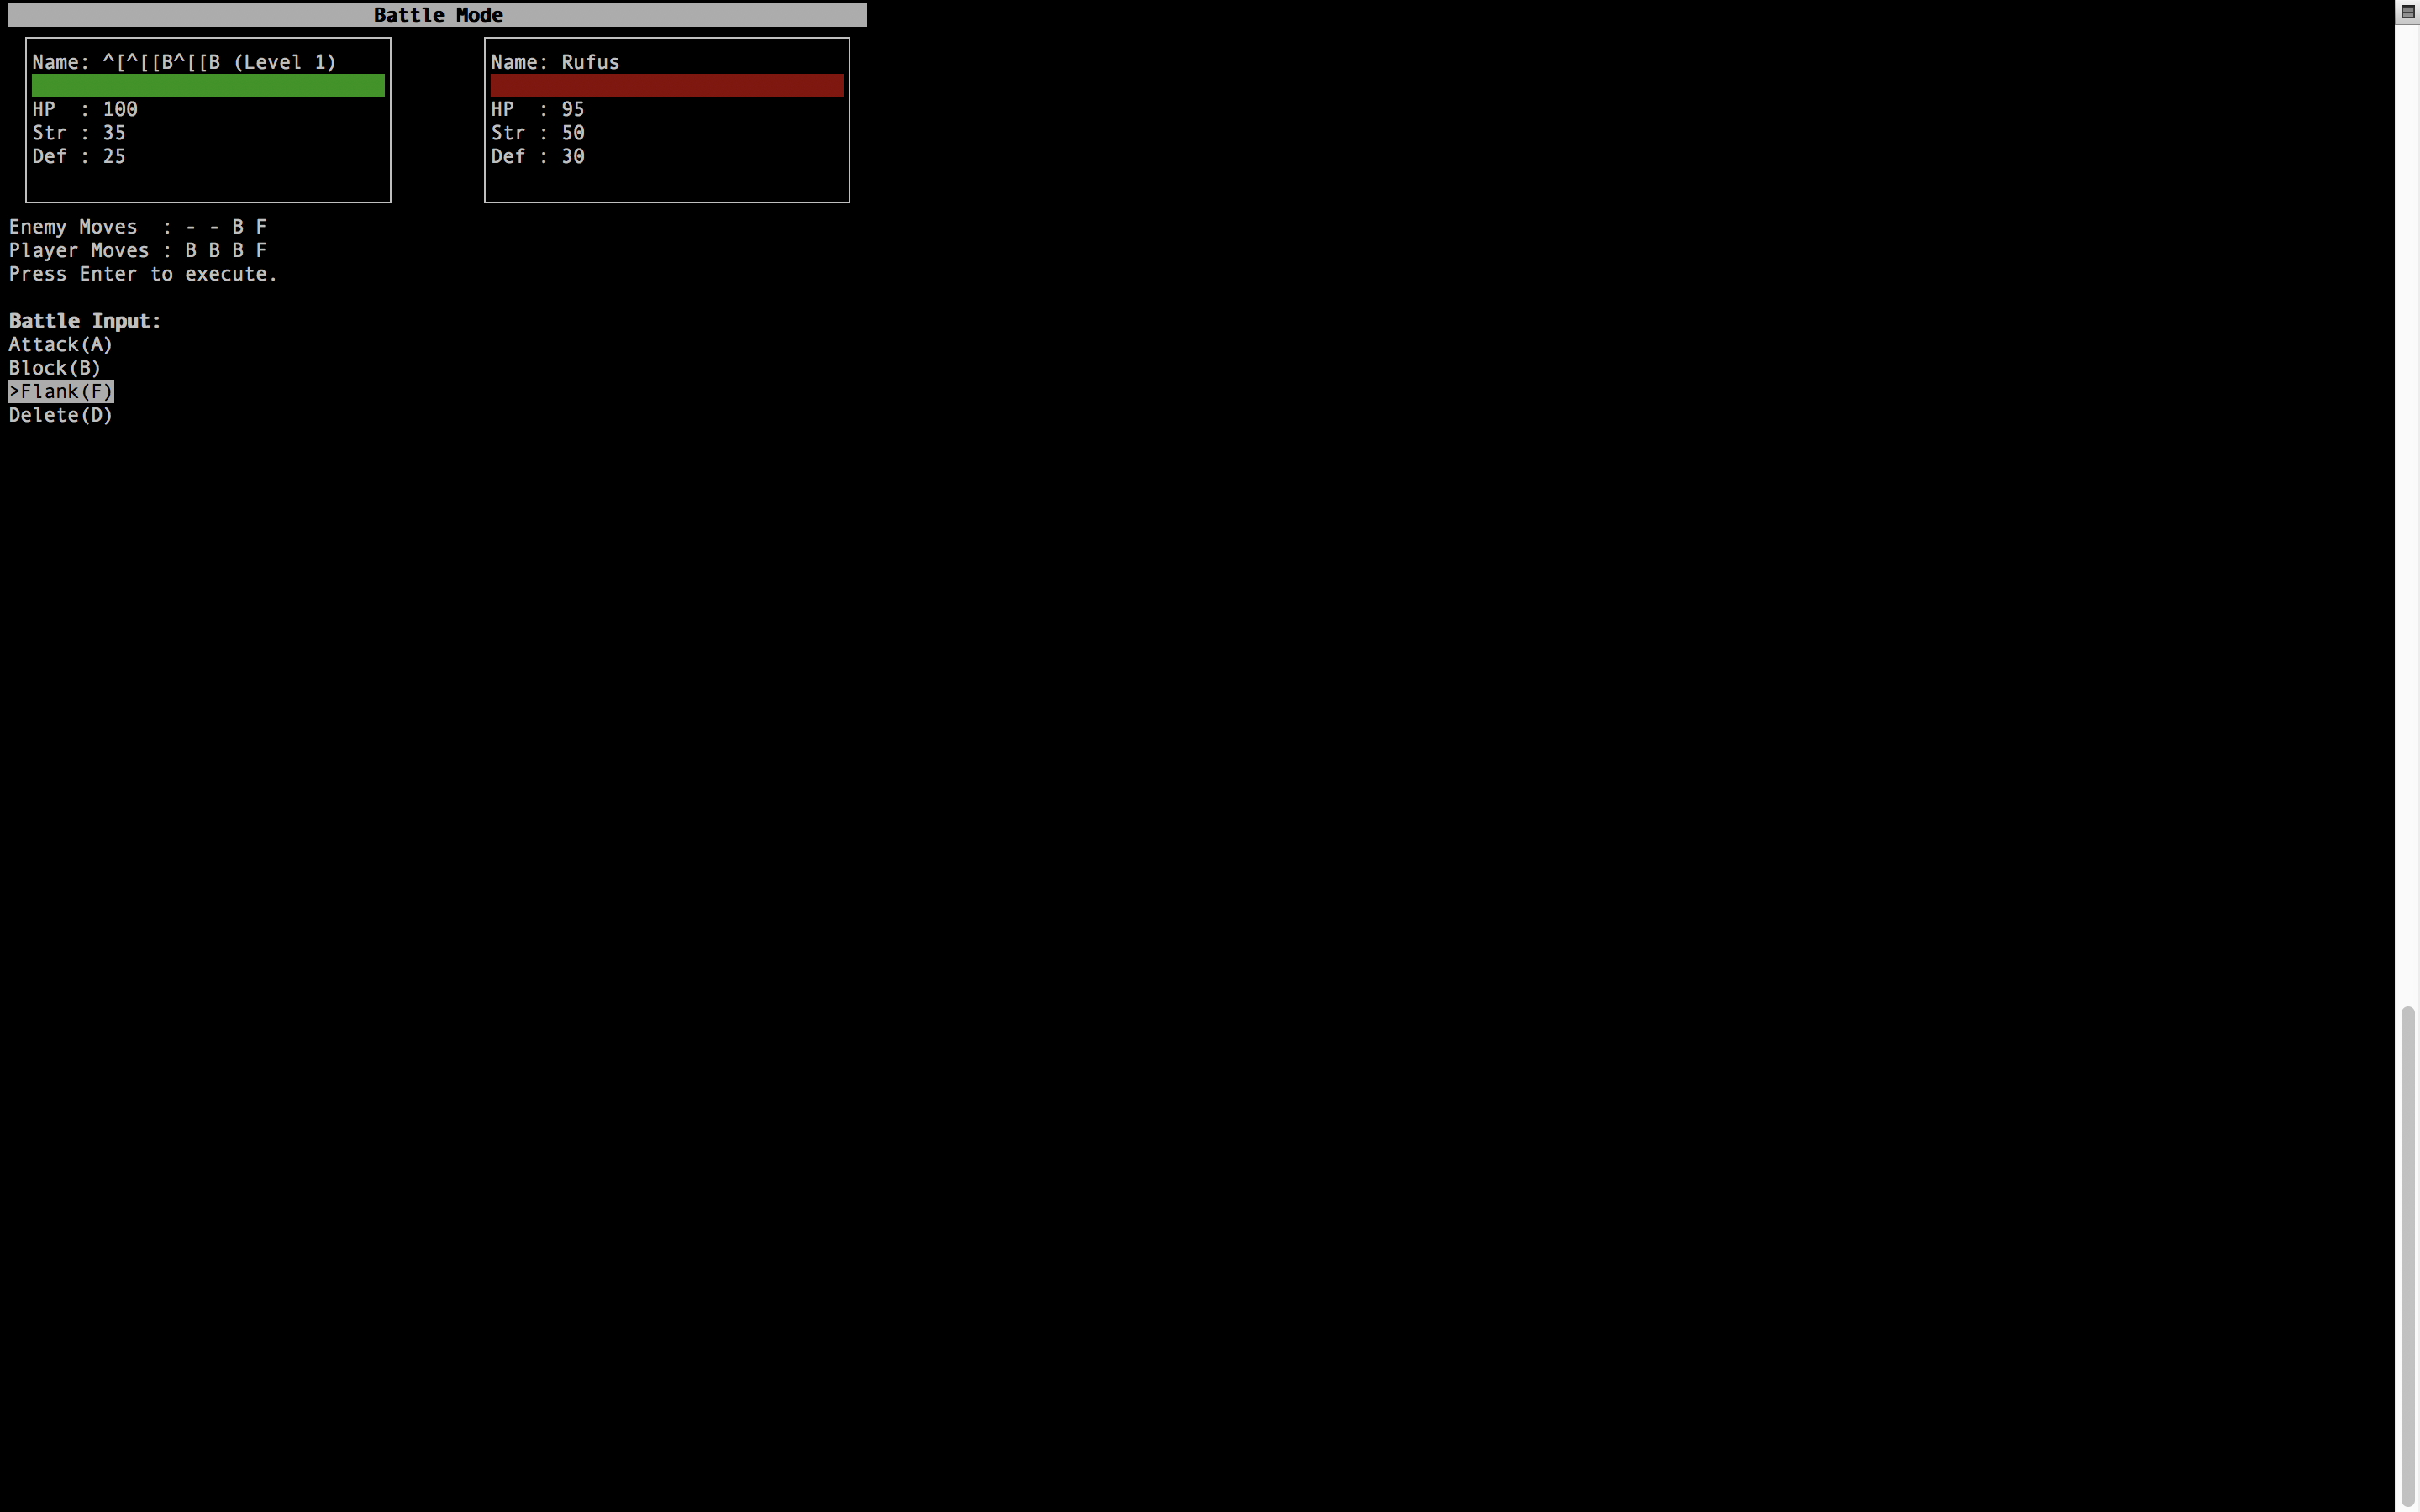 Battle Mode
Name: ^[^[[B^[[B (Level 1)
HP  : 100
Str : 35
Def : 25
Name: Rufus
HP  : 95
Str : 50
Def : 30
Enemy Moves  : - - B F
Player Moves : B B B F
Press Enter to execute.
Battle Input:
Attack(A)
Block(B)
>Flank(F)
Delete(D)